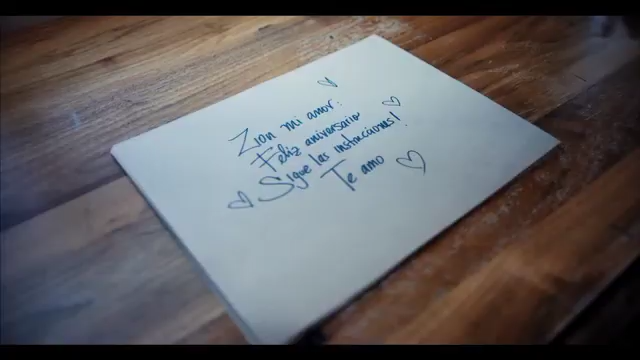 Zion mi amor:
Feliz aniversario
Sigue las instrucciones!
Te amo